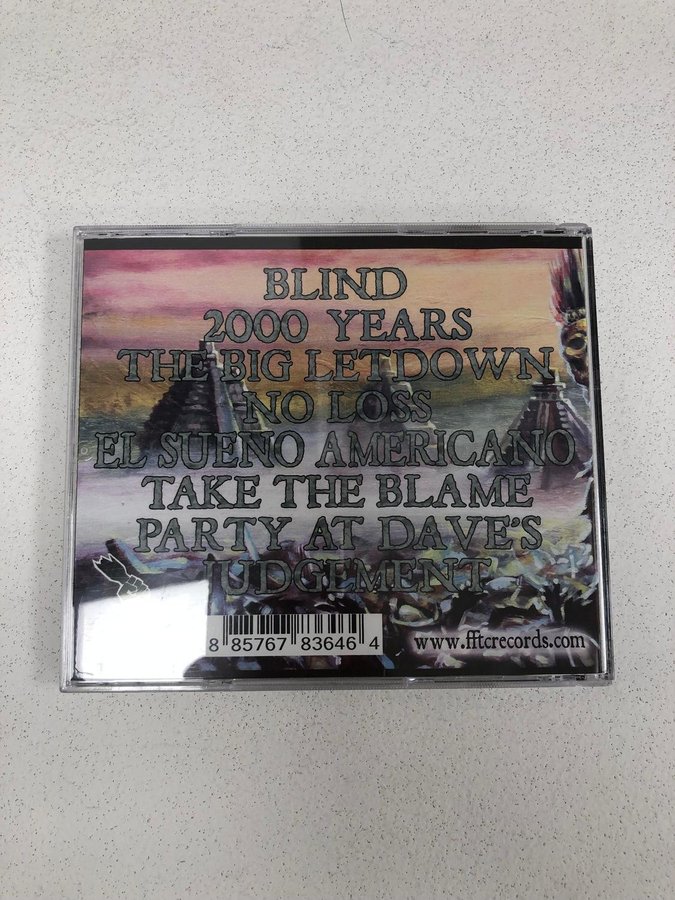 BLIND
2000 YEARS
THE BIG LETDOWN
NO LOSS
EL SUENO AMERICANO
TAKE THE BLAME
PARTY AT DAVE'S
JUDGEMENT
8 85767 83646 4
www.fftcrecords.com